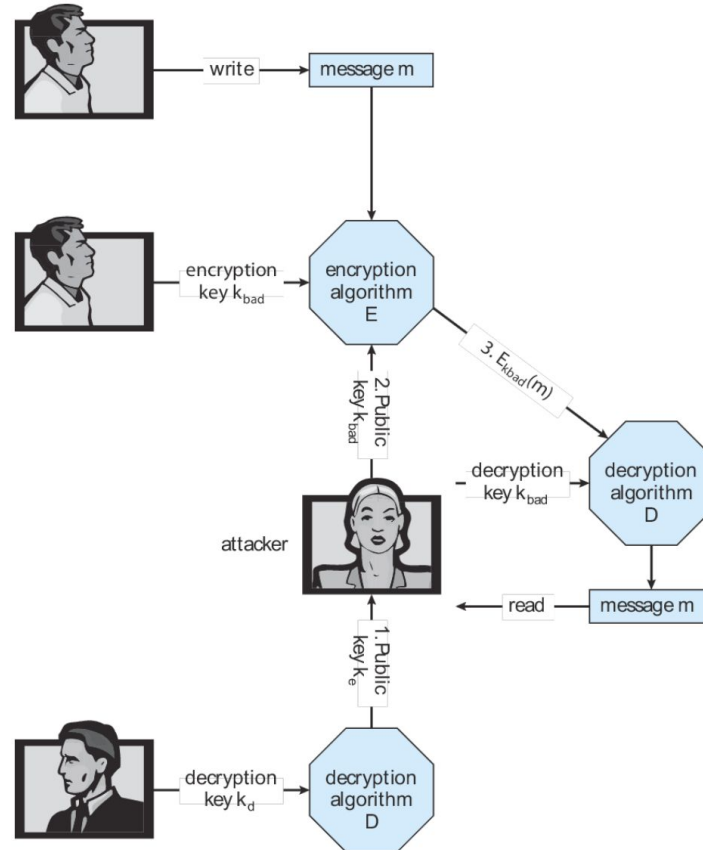 write
message m
encryption
key k_bad
encryption
algorithm
E
3. E_kbad(m)
2. Public
key k_bad
decryption
key k_bad
decryption
algorithm
D
attacker
read
message m
1. Public
key k_e
decryption
key k_d
decryption
algorithm
D